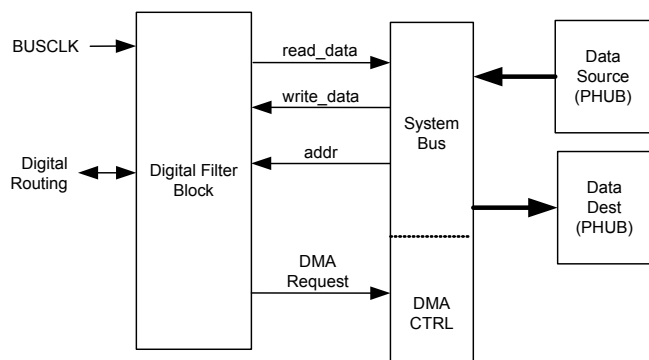 BUSCLK
Digital
Routing
Digital Filter
Block
read_data
write_data
addr
DMA
Request
System
Bus
DMA
CTRL
Data
Source
(PHUB)
Data
Dest
(PHUB)